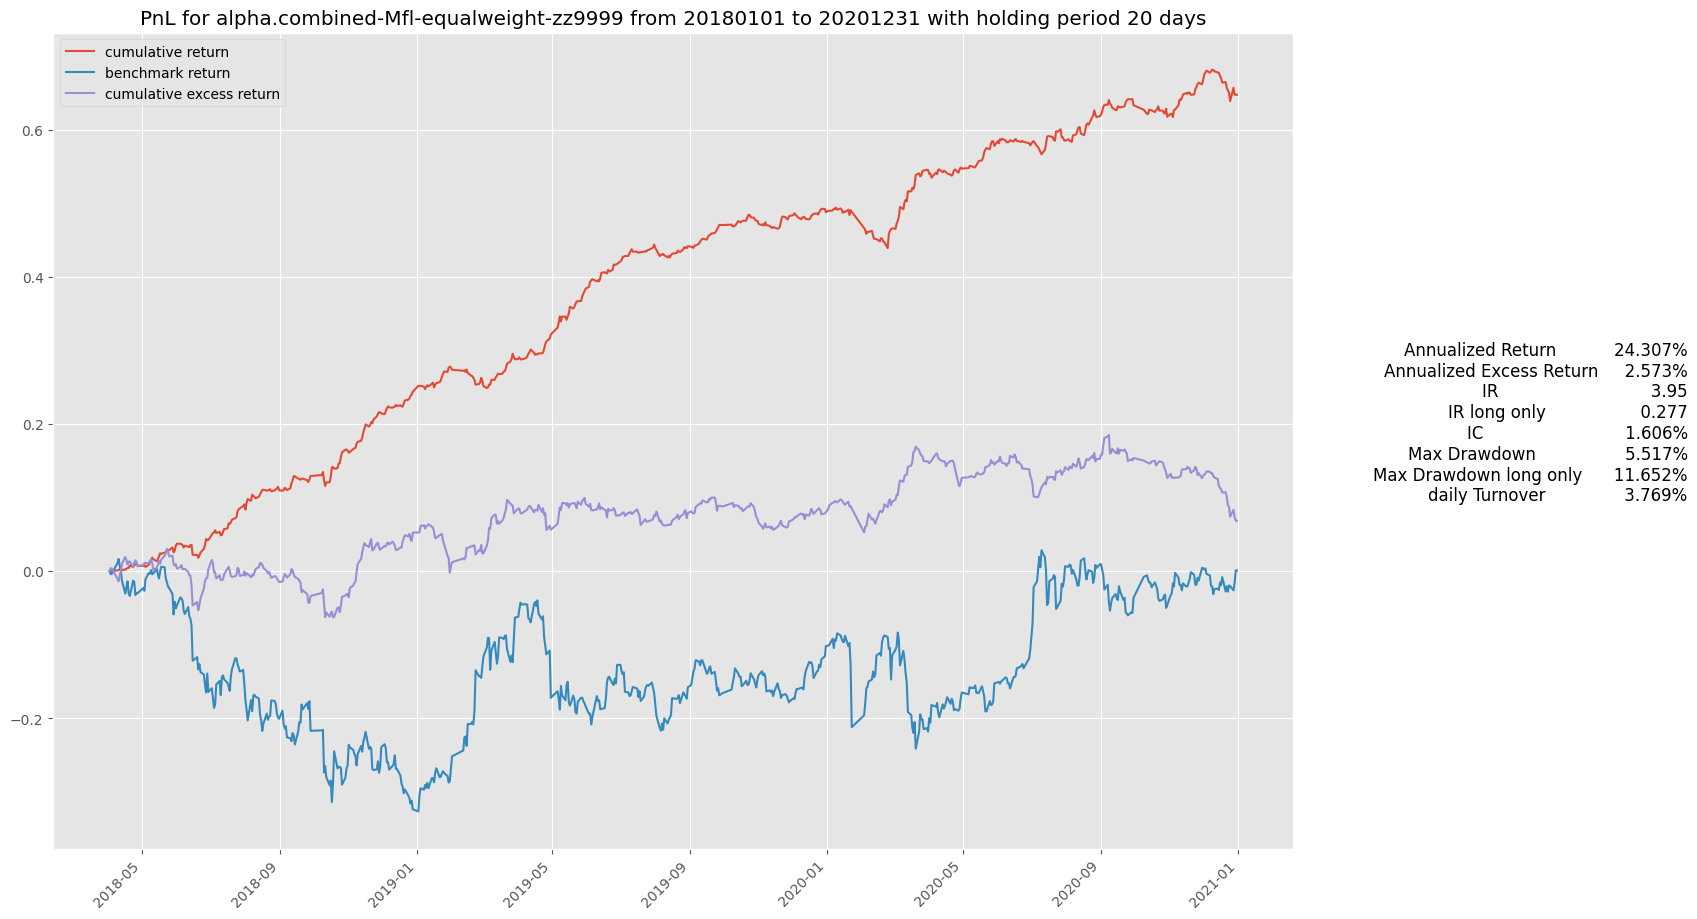 PnL for alpha.combined-Mfl-equalweight-zz9999 from 20180101 to 20201231 with holding period 20 days
cumulative return
benchmark return
cumulative excess return
0.6
0.4
0.2
0.0
−0.2
2018-05
2018-09
2019-01
2019-05
2019-09
2020-01
2020-05
2020-09
2021-01
Annualized Return 24.307%
Annualized Excess Return 2.573%
IR 3.95
IR long only 0.277
IC 1.606%
Max Drawdown 5.517%
Max Drawdown long only 11.652%
daily Turnover 3.769%